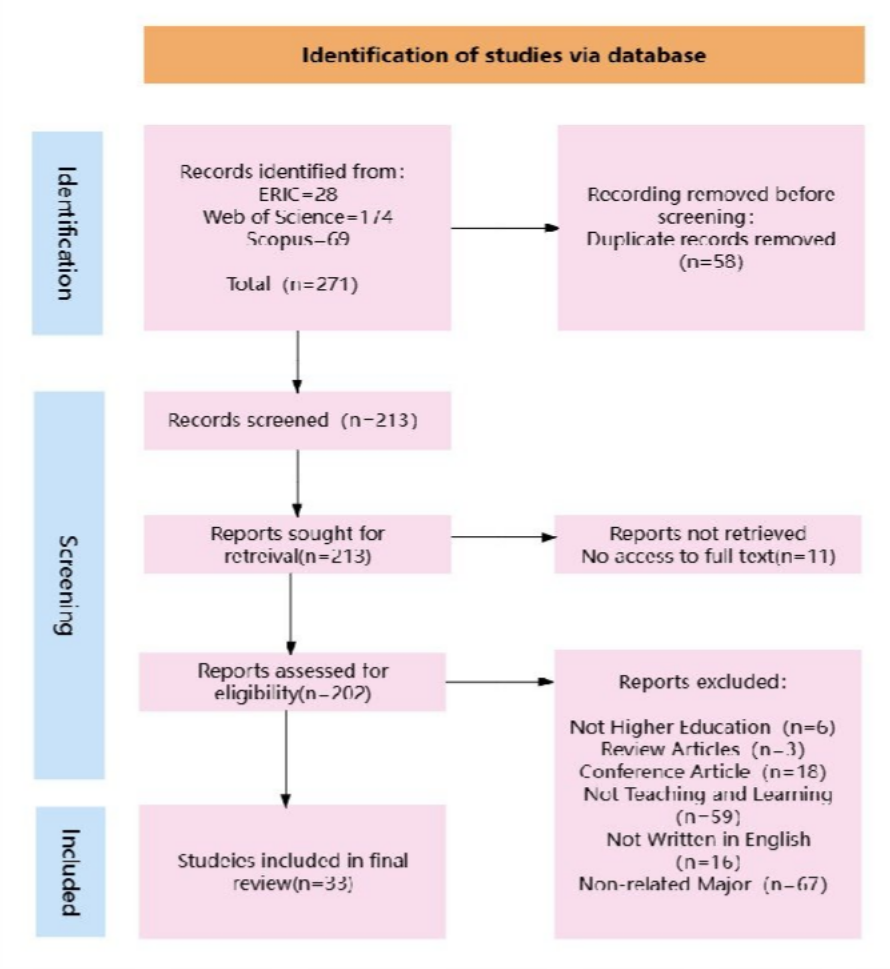 Identification of studies via database
Identification
Records identified from:
ERIC=28
Web of Science=174
Scopus=69
Total (n=271)
Recording removed before
screening:
Duplicate records removed
(n=58)
Screening
Records screened (n=213)
Reports sought for
retreival(n=213)
Reports not retrieved
No access to full text(n=11)
Reports assessed for
eligibility(n=202)
Reports excluded:
Not Higher Education (n=6)
Review Articles (n=3)
Conference Article (n=18)
Not Teaching and Learning
(n=59)
Not Written in English
(n=16)
Non-related Major (n=67)
Included
Studeies included in final
review(n=33)